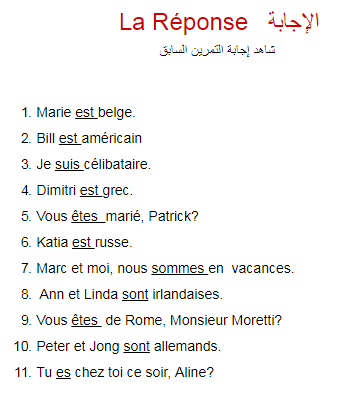 La Réponse الإجابة
شاهد إجابة التمرين السابق
1. Marie est belge.
2. Bill est américain
3. Je suis célibataire.
4. Dimitri est grec.
5. Vous êtes marié, Patrick?
6. Katia est russe.
7. Marc et moi, nous sommes en vacances.
8. Ann et Linda sont irlandaises.
9. Vous êtes de Rome, Monsieur Moretti?
10. Peter et Jong sont allemands.
11. Tu es chez toi ce soir, Aline?